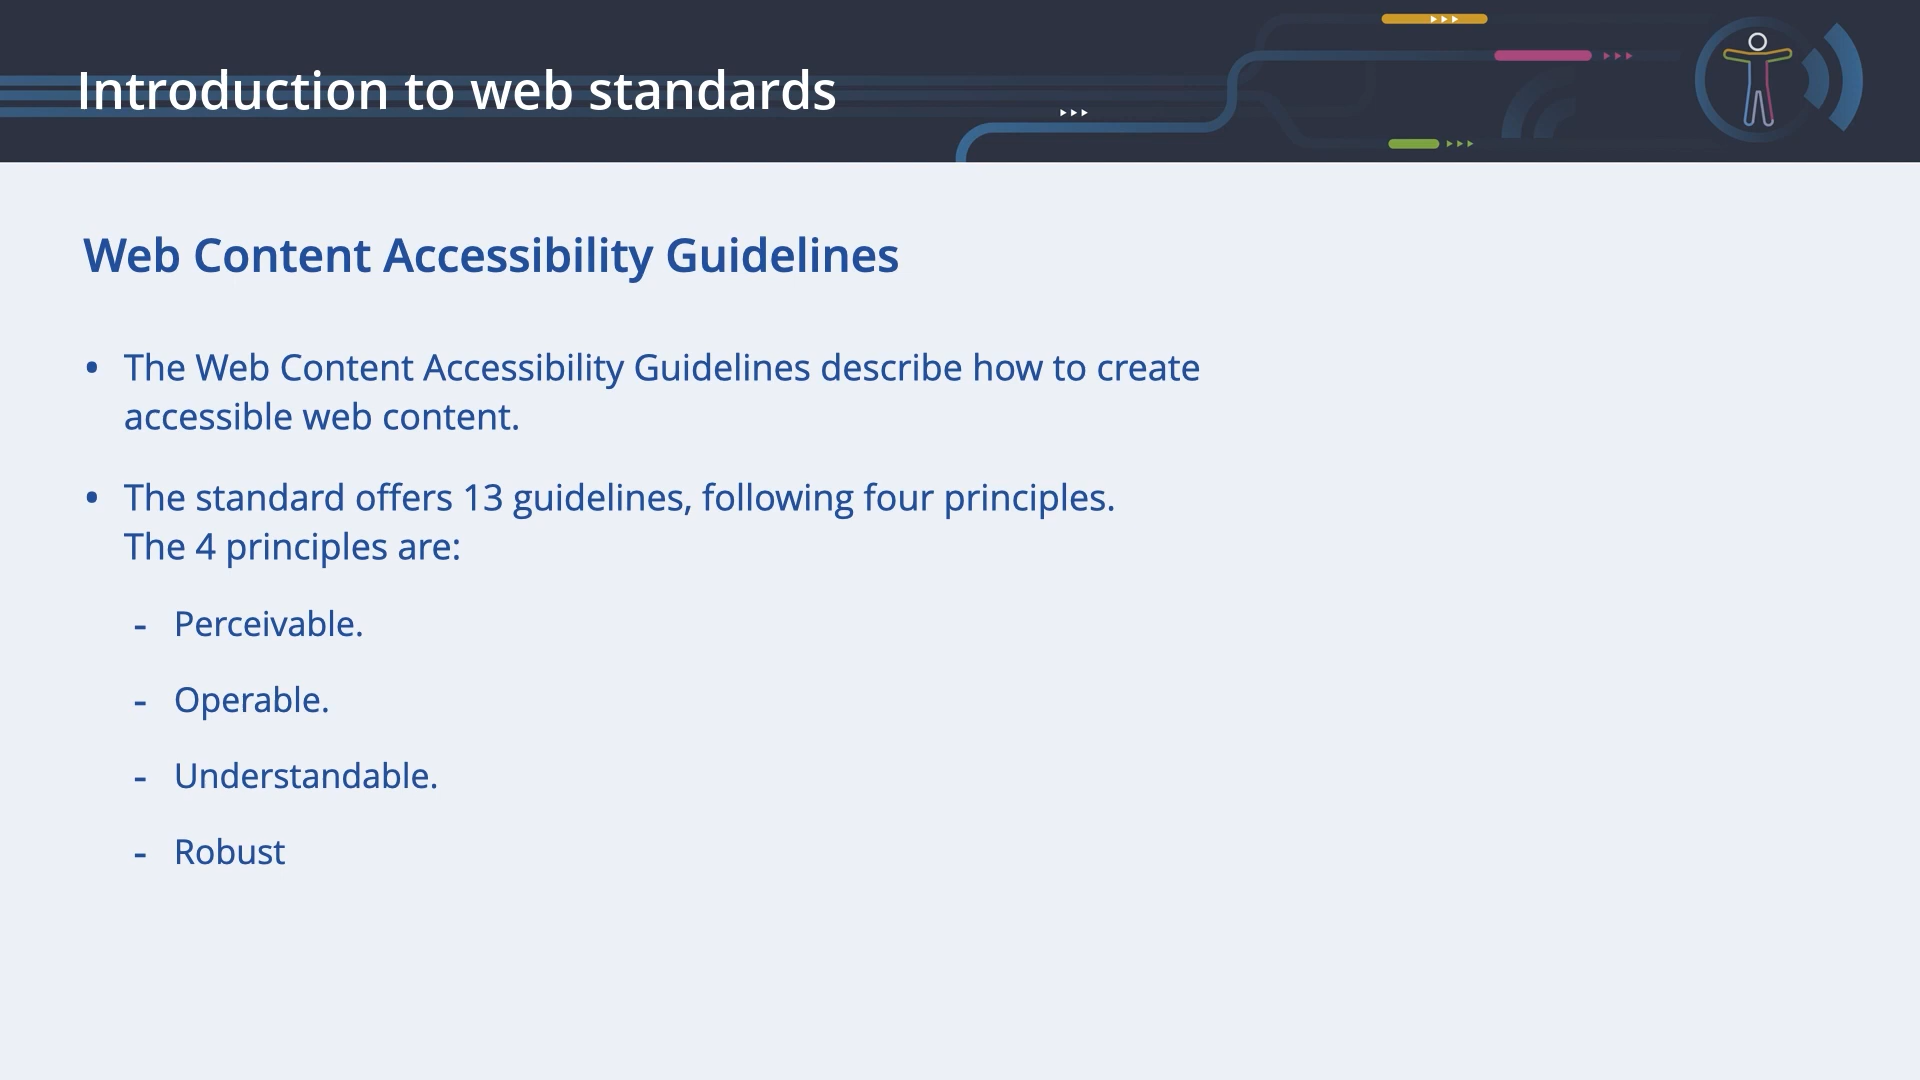 Introduction to web standards
Web Content Accessibility Guidelines
• The Web Content Accessibility Guidelines describe how to create
accessible web content.
• The standard offers 13 guidelines, following four principles.
The 4 principles are:
- Perceivable.
- Operable.
- Understandable.
- Robust